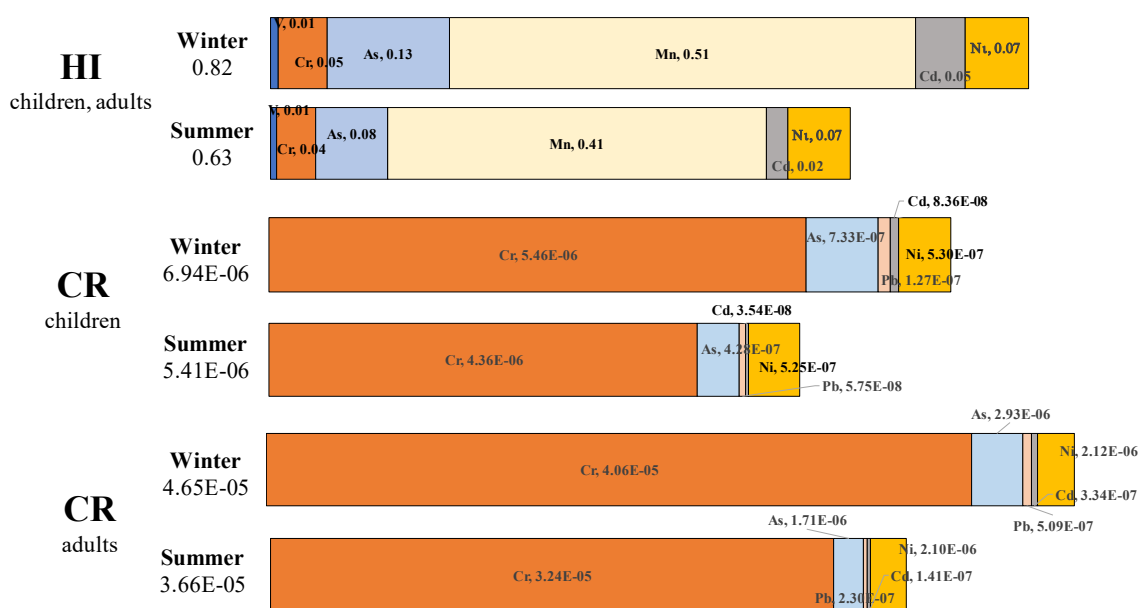 HI
children, adults
Winter
0.82
V, 0.01
Cr, 0.05
As, 0.13
Mn, 0.51
Cd, 0.05
Ni, 0.07
Summer
0.63
V, 0.01
Cr, 0.04
As, 0.08
Mn, 0.41
Cd, 0.02
Ni, 0.07
CR
children
Winter
6.94E-06
Cr, 5.46E-06
As, 7.33E-07
Pb, 1.27E-07
Cd, 8.36E-08
Ni, 5.30E-07
Summer
5.41E-06
Cr, 4.36E-06
As, 4.28E-07
Pb, 5.75E-08
Cd, 3.54E-08
Ni, 5.25E-07
CR
adults
Winter
4.65E-05
Cr, 4.06E-05
As, 2.93E-06
Pb, 5.09E-07
Cd, 3.34E-07
Ni, 2.12E-06
Summer
3.66E-05
Cr, 3.24E-05
As, 1.71E-06
Pb, 2.30E-07
Cd, 1.41E-07
Ni, 2.10E-06